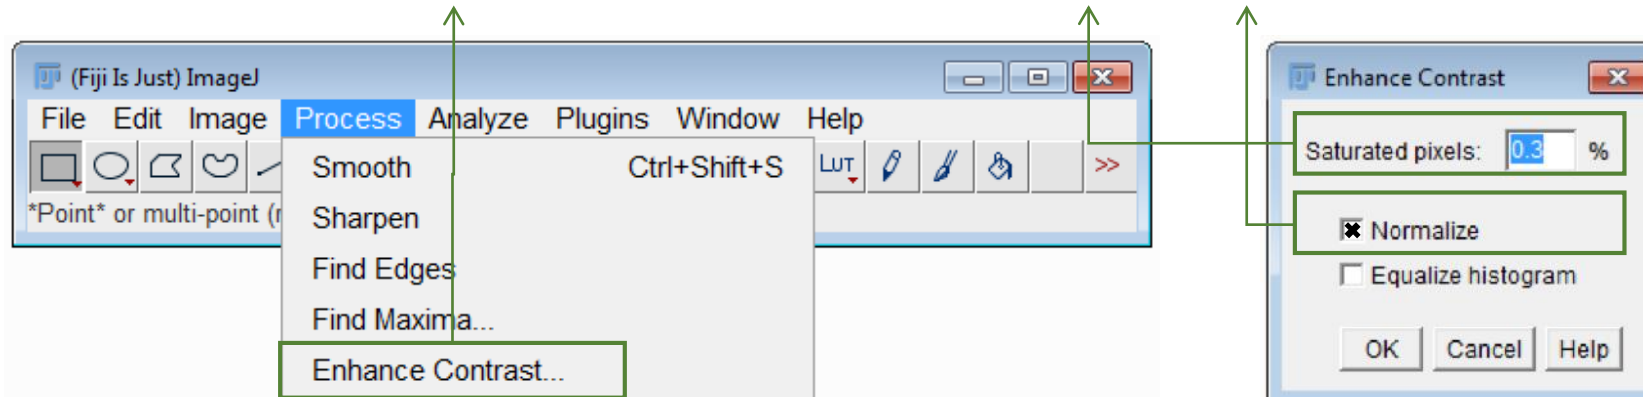 (Fiji Is Just) ImageJ
File Edit Image Process Analyze Plugins Window Help
LUT >>
*Point* or multi-point (r
Smooth Ctrl+Shift+S
Sharpen
Find Edges
Find Maxima...
Enhance Contrast...
Enhance Contrast
Saturated pixels: 0.3 %
Normalize
Equalize histogram
OK Cancel Help